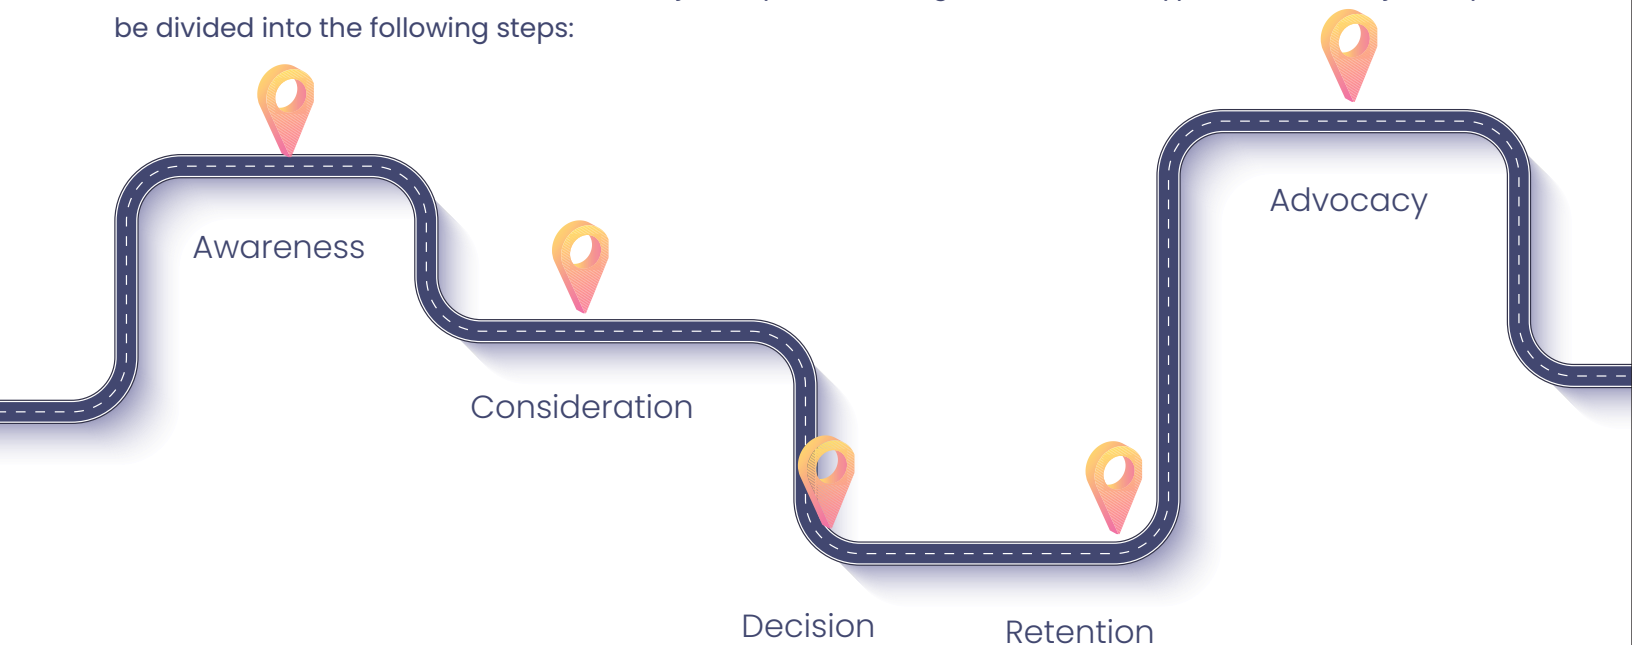 be divided into the following steps:
Awareness
Consideration
Decision
Retention
Advocacy